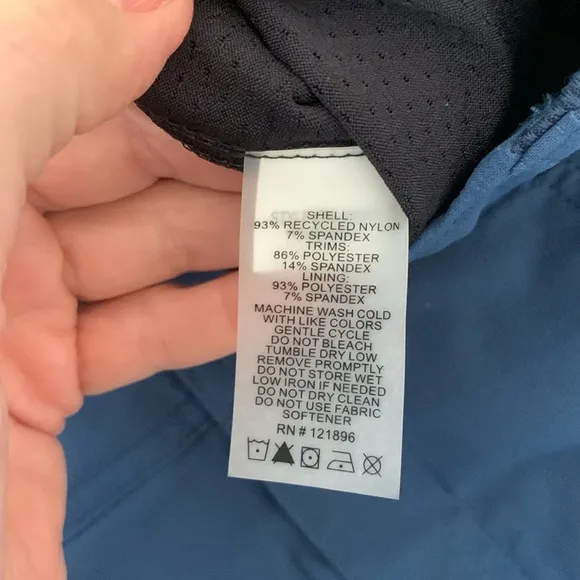 SHELL:
93% RECYCLED NYLON
7% SPANDEX
TRIMS:
86% POLYESTER
14% SPANDEX
LINING:
93% POLYESTER
7% SPANDEX
MACHINE WASH COLD
WITH LIKE COLORS
GENTLE CYCLE
DO NOT BLEACH
TUMBLE DRY LOW
REMOVE PROMPTLY
DO NOT STORE WET
LOW IRON IF NEEDED
DO NOT DRY CLEAN
DO NOT USE FABRIC
SOFTENER
RN # 121896